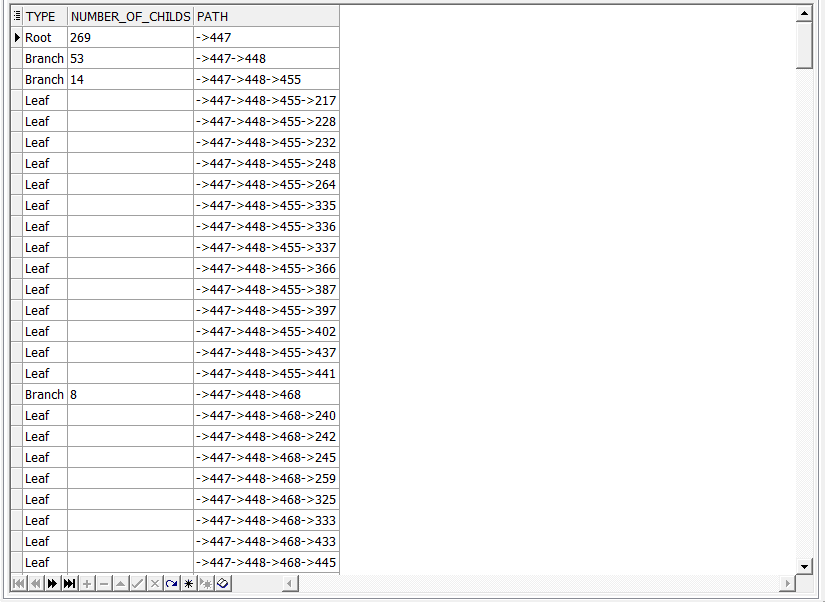 TYPE NUMBER_OF_CHILDS PATH
Root 269 ->447
Branch 53 ->447->448
Branch 14 ->447->448->455
Leaf ->447->448->455->217
Leaf ->447->448->455->228
Leaf ->447->448->455->232
Leaf ->447->448->455->248
Leaf ->447->448->455->264
Leaf ->447->448->455->335
Leaf ->447->448->455->336
Leaf ->447->448->455->337
Leaf ->447->448->455->366
Leaf ->447->448->455->387
Leaf ->447->448->455->397
Leaf ->447->448->455->402
Leaf ->447->448->455->437
Leaf ->447->448->455->441
Branch 8 ->447->448->468
Leaf ->447->448->468->240
Leaf ->447->448->468->242
Leaf ->447->448->468->245
Leaf ->447->448->468->259
Leaf ->447->448->468->325
Leaf ->447->448->468->333
Leaf ->447->448->468->433
Leaf ->447->448->468->445